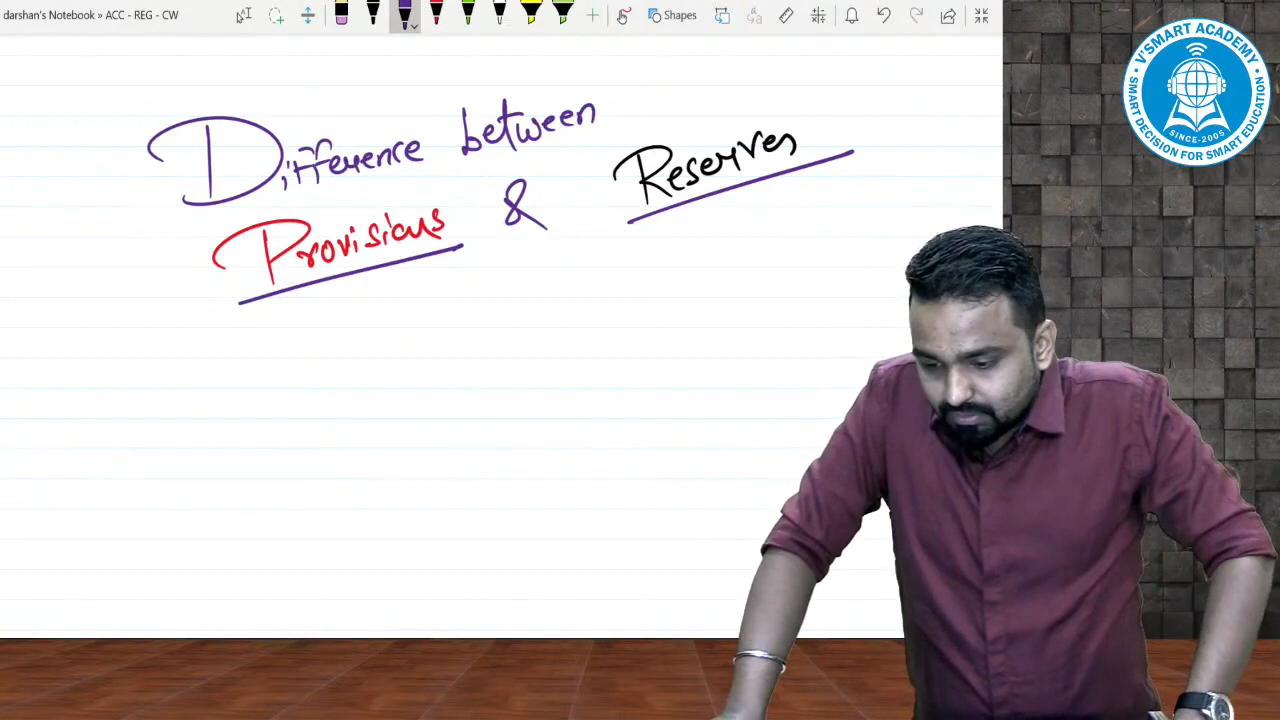 darshan's Notebook » ACC - REG - CW
Shapes
Difference between
Provisions & Reserves
V'SMART ACADEMY
SINCE-2005
SMART DECISION FOR SMART EDUCATION